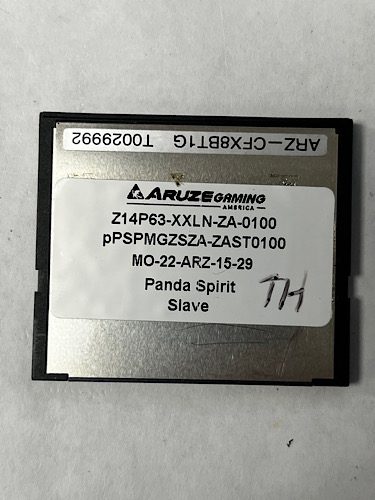 ARZ-CFX8BT1G T0029992
ARUZE GAMING
AMERICA
Z14P63-XXLN-ZA-0100
pPSPMGZSZA-ZAST0100
MO-22-ARZ-15-29
Panda Spirit
Slave
TH